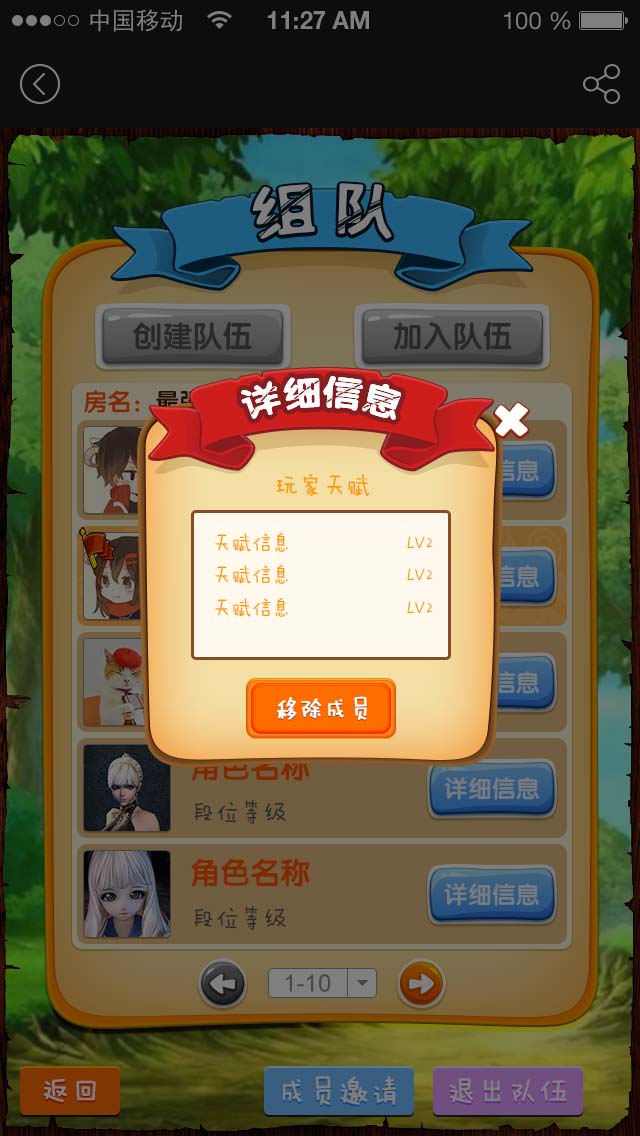 中国移动 11:27 AM 100 %
组队
创建队伍 加入队伍
房名：最
详细信息
信息
玩家天赋
天赋信息 LV2
信息
天赋信息 LV2
天赋信息 LV2
信息
移除成员
角色名称
段位等级
详细信息
角色名称
段位等级
详细信息
1-10
返回 成员邀请 退出队伍